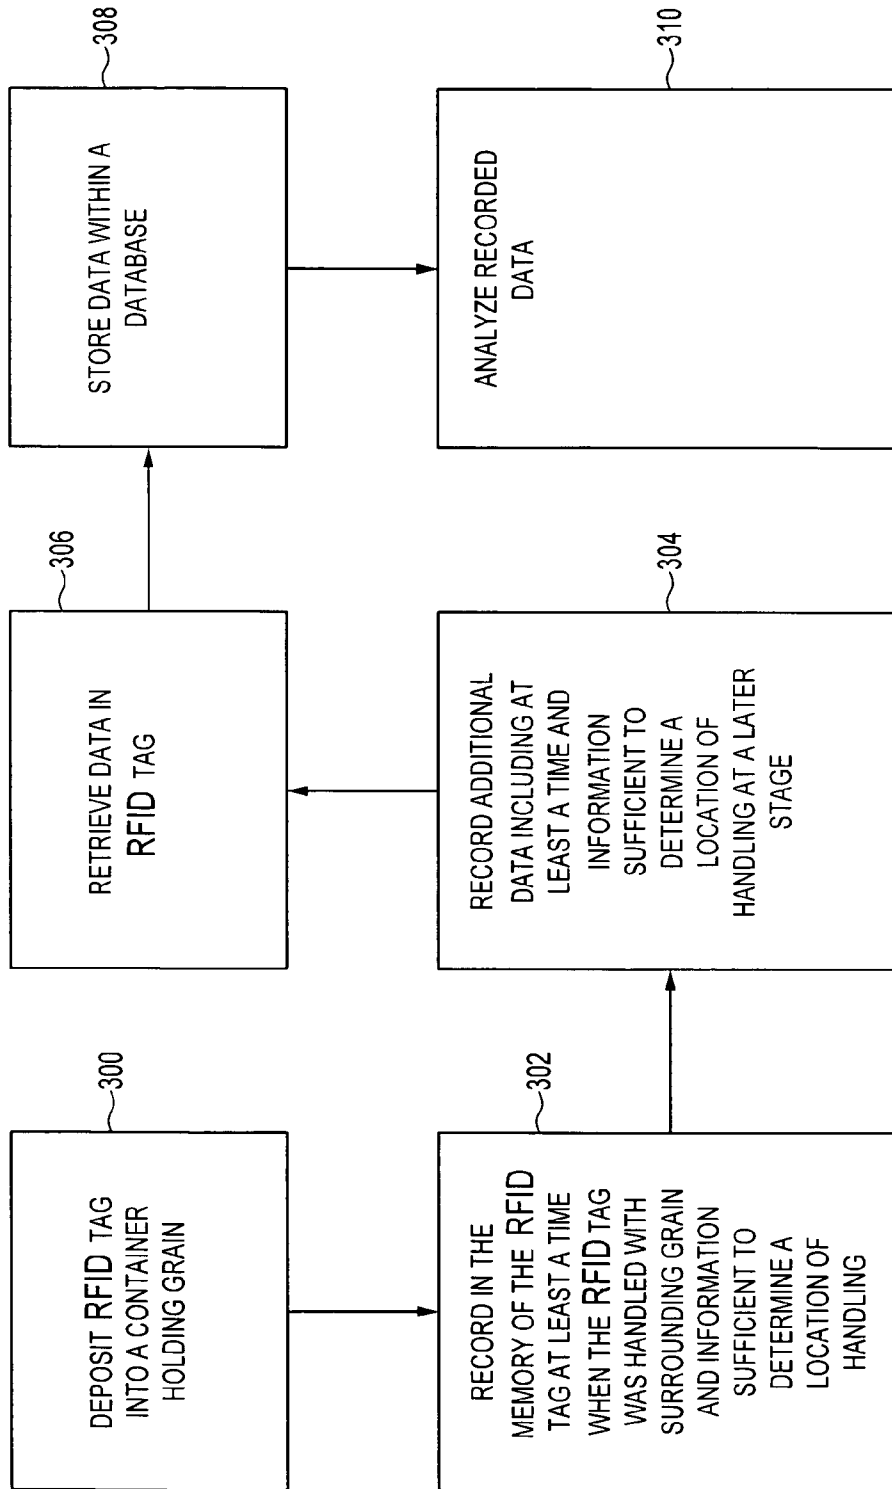 DEPOSIT RFID TAG
INTO A CONTAINER
HOLDING GRAIN
300
RECORD IN THE
MEMORY OF THE RFID
TAG AT LEAST A TIME
WHEN THE RFID TAG
WAS HANDLED WITH
SURROUNDING GRAIN
AND INFORMATION
SUFFICIENT TO
DETERMINE A
LOCATION OF
HANDLING
302
RECORD ADDITIONAL
DATA INCLUDING AT
LEAST A TIME AND
INFORMATION
SUFFICIENT TO
DETERMINE A
LOCATION OF
HANDLING AT A LATER
STAGE
304
RETRIEVE DATA IN
RFID TAG
306
STORE DATA WITHIN A
DATABASE
308
ANALYZE RECORDED
DATA
310